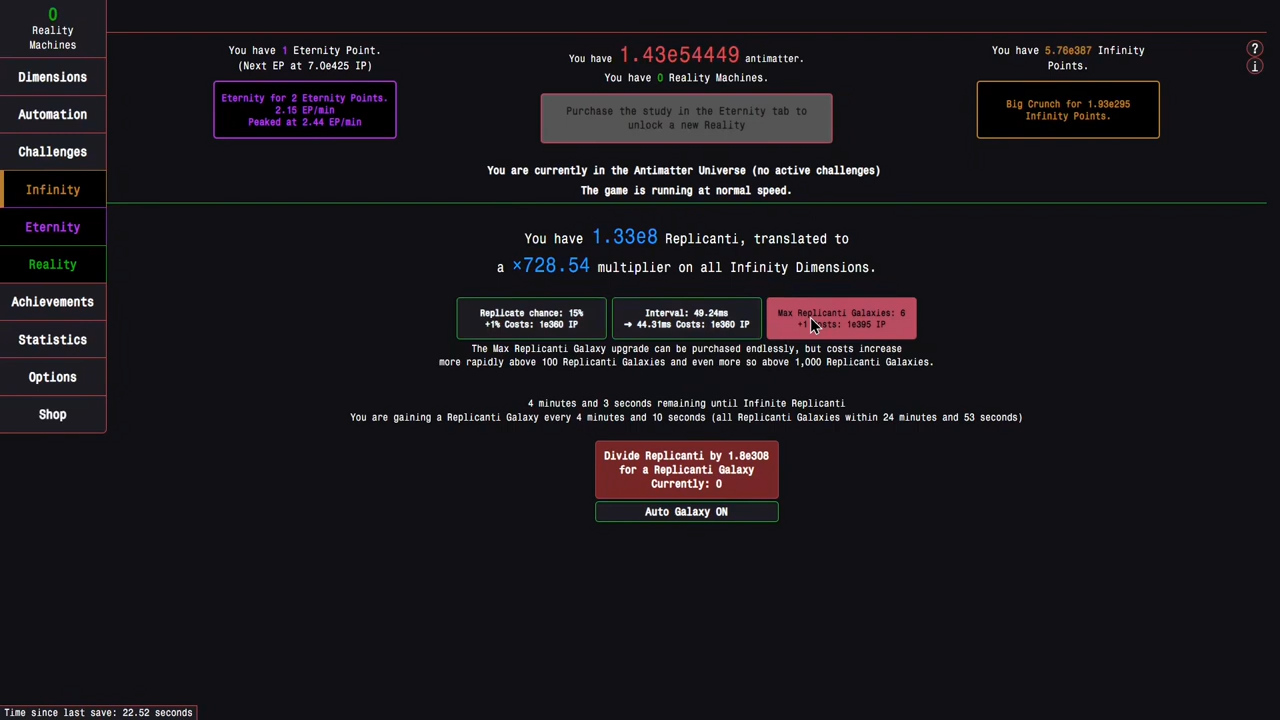 0
Reality
Machines
Dimensions
Automation
Challenges
Infinity
Eternity
Reality
Achievements
Statistics
Options
Shop
You have 1 Eternity Point.
(Next EP at 7.0e425 IP)
Eternity for 2 Eternity Points.
2.15 EP/min
Peaked at 2.44 EP/min
You have 1.43e54449 antimatter.
You have 0 Reality Machines.
Purchase the study in the Eternity tab to
unlock a new Reality
You have 5.76e387 Infinity
Points.
Big Crunch for 1.93e295
Infinity Points.
?
i
You are currently in the Antimatter Universe (no active challenges)
The game is running at normal speed.
You have 1.33e8 Replicanti, translated to
a ×728.54 multiplier on all Infinity Dimensions.
Replicate chance: 15%
+1% Costs: 1e360 IP
Interval: 49.24ms
➜ 44.31ms Costs: 1e360 IP
Max Replicanti Galaxies: 6
+1 Costs: 1e395 IP
The Max Replicanti Galaxy upgrade can be purchased endlessly, but costs increase
more rapidly above 100 Replicanti Galaxies and even more so above 1,000 Replicanti Galaxies.
4 minutes and 3 seconds remaining until Infinite Replicanti
You are gaining a Replicanti Galaxy every 4 minutes and 10 seconds (all Replicanti Galaxies within 24 minutes and 53 seconds)
Divide Replicanti by 1.8e308
for a Replicanti Galaxy
Currently: 0
Auto Galaxy ON
Time since last save: 22.52 seconds